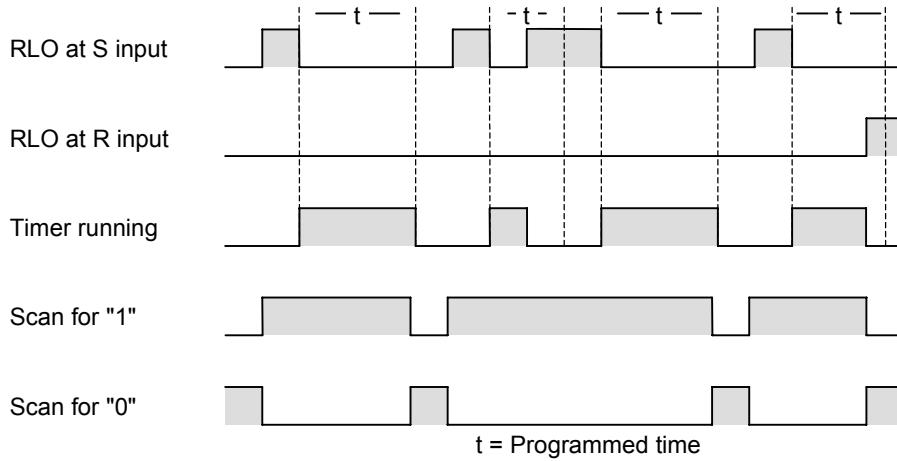 t t t t
RLO at S input
RLO at R input
Timer running
Scan for "1"
Scan for "0"
t = Programmed time